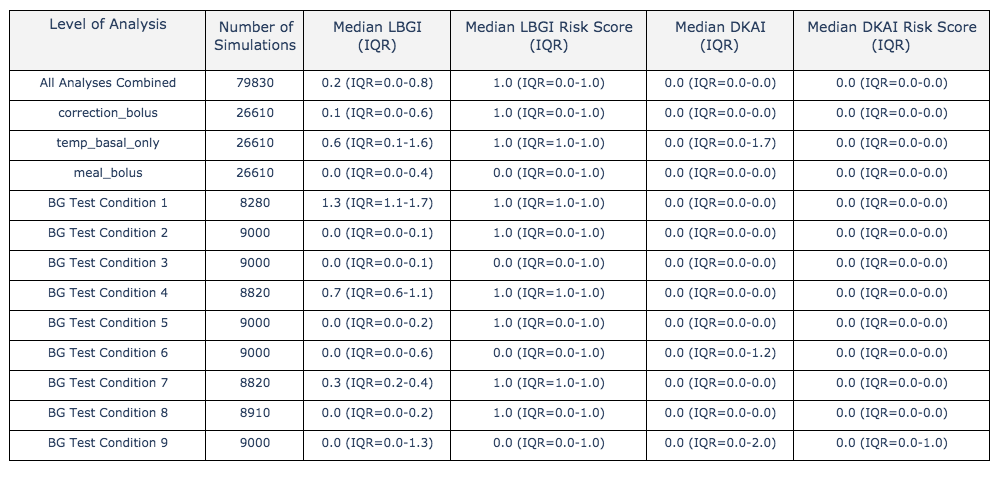 Level of Analysis Number of Simulations Median LBGI (IQR) Median LBGI Risk Score (IQR) Median DKAI (IQR) Median DKAI Risk Score (IQR)
All Analyses Combined 79830 0.2 (IQR=0.0-0.8) 1.0 (IQR=0.0-1.0) 0.0 (IQR=0.0-0.0) 0.0 (IQR=0.0-0.0)
correction_bolus 26610 0.1 (IQR=0.0-0.6) 1.0 (IQR=0.0-1.0) 0.0 (IQR=0.0-0.0) 0.0 (IQR=0.0-0.0)
temp_basal_only 26610 0.6 (IQR=0.1-1.6) 1.0 (IQR=1.0-1.0) 0.0 (IQR=0.0-1.7) 0.0 (IQR=0.0-0.0)
meal_bolus 26610 0.0 (IQR=0.0-0.4) 0.0 (IQR=0.0-1.0) 0.0 (IQR=0.0-0.0) 0.0 (IQR=0.0-0.0)
BG Test Condition 1 8280 1.3 (IQR=1.1-1.7) 1.0 (IQR=1.0-1.0) 0.0 (IQR=0.0-0.0) 0.0 (IQR=0.0-0.0)
BG Test Condition 2 9000 0.0 (IQR=0.0-0.1) 1.0 (IQR=0.0-1.0) 0.0 (IQR=0.0-0.0) 0.0 (IQR=0.0-0.0)
BG Test Condition 3 9000 0.0 (IQR=0.0-0.1) 0.0 (IQR=0.0-1.0) 0.0 (IQR=0.0-0.0) 0.0 (IQR=0.0-0.0)
BG Test Condition 4 8820 0.7 (IQR=0.6-1.1) 1.0 (IQR=1.0-1.0) 0.0 (IQR=0.0-0.0) 0.0 (IQR=0.0-0.0)
BG Test Condition 5 9000 0.0 (IQR=0.0-0.2) 1.0 (IQR=0.0-1.0) 0.0 (IQR=0.0-0.0) 0.0 (IQR=0.0-0.0)
BG Test Condition 6 9000 0.0 (IQR=0.0-0.6) 0.0 (IQR=0.0-1.0) 0.0 (IQR=0.0-1.2) 0.0 (IQR=0.0-0.0)
BG Test Condition 7 8820 0.3 (IQR=0.2-0.4) 1.0 (IQR=1.0-1.0) 0.0 (IQR=0.0-0.0) 0.0 (IQR=0.0-0.0)
BG Test Condition 8 8910 0.0 (IQR=0.0-0.2) 1.0 (IQR=0.0-1.0) 0.0 (IQR=0.0-0.0) 0.0 (IQR=0.0-0.0)
BG Test Condition 9 9000 0.0 (IQR=0.0-1.3) 0.0 (IQR=0.0-1.0) 0.0 (IQR=0.0-2.0) 0.0 (IQR=0.0-1.0)